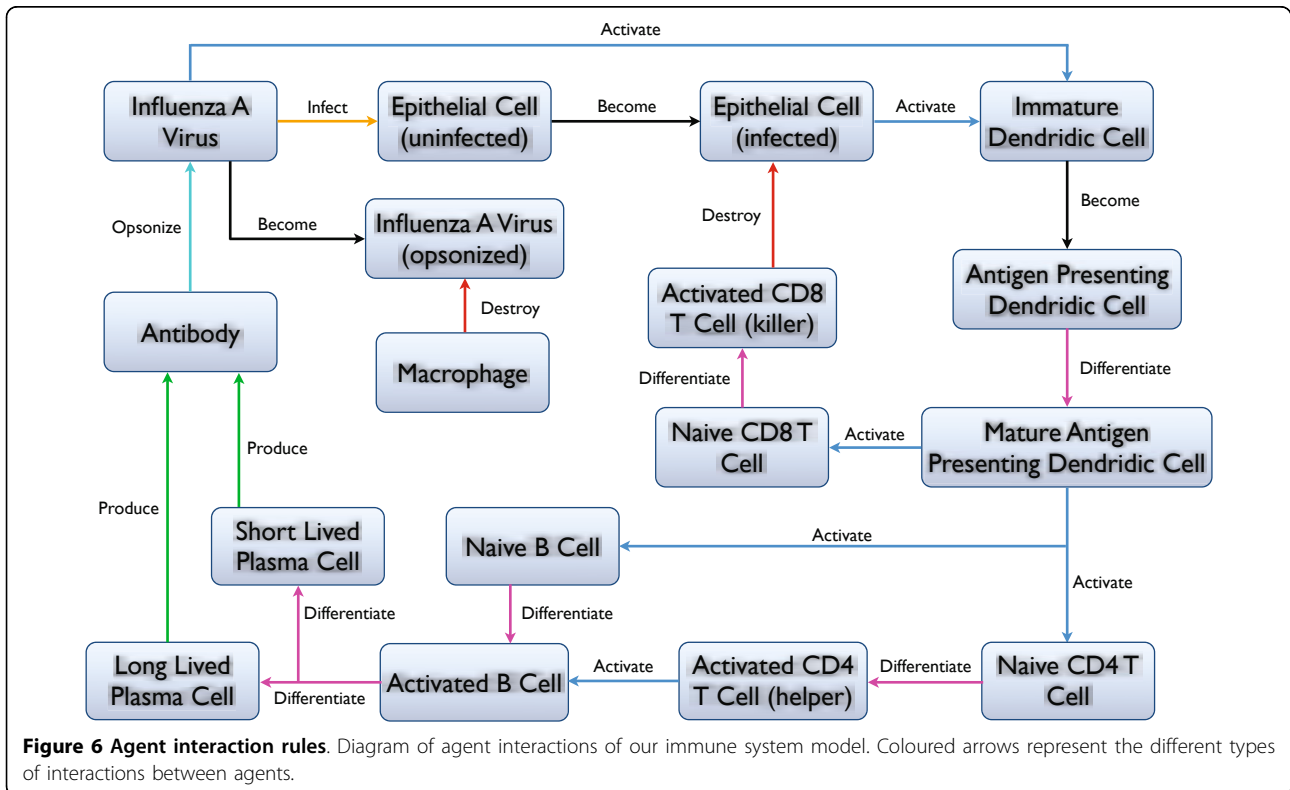 Activate
Influenza A
Virus
Infect
Epithelial Cell
(uninfected)
Become
Epithelial Cell
(infected)
Activate
Immature
Dendridic Cell
Opsonize
Become
Influenza A Virus
(opsonized)
Destroy
Become
Antibody
Destroy
Macrophage
Activated CD8
T Cell (killer)
Antigen Presenting
Dendridic Cell
Differentiate
Differentiate
Produce
Naive CD8 T
Cell
Activate
Mature Antigen
Presenting Dendridic Cell
Produce
Short Lived
Plasma Cell
Naive B Cell
Activate
Activate
Differentiate
Differentiate
Long Lived
Plasma Cell
Differentiate
Activated B Cell
Activate
Activated CD4
T Cell (helper)
Differentiate
Naive CD4 T
Cell
Figure 6 Agent interaction rules. Diagram of agent interactions of our immune system model. Coloured arrows represent the different types
of interactions between agents.